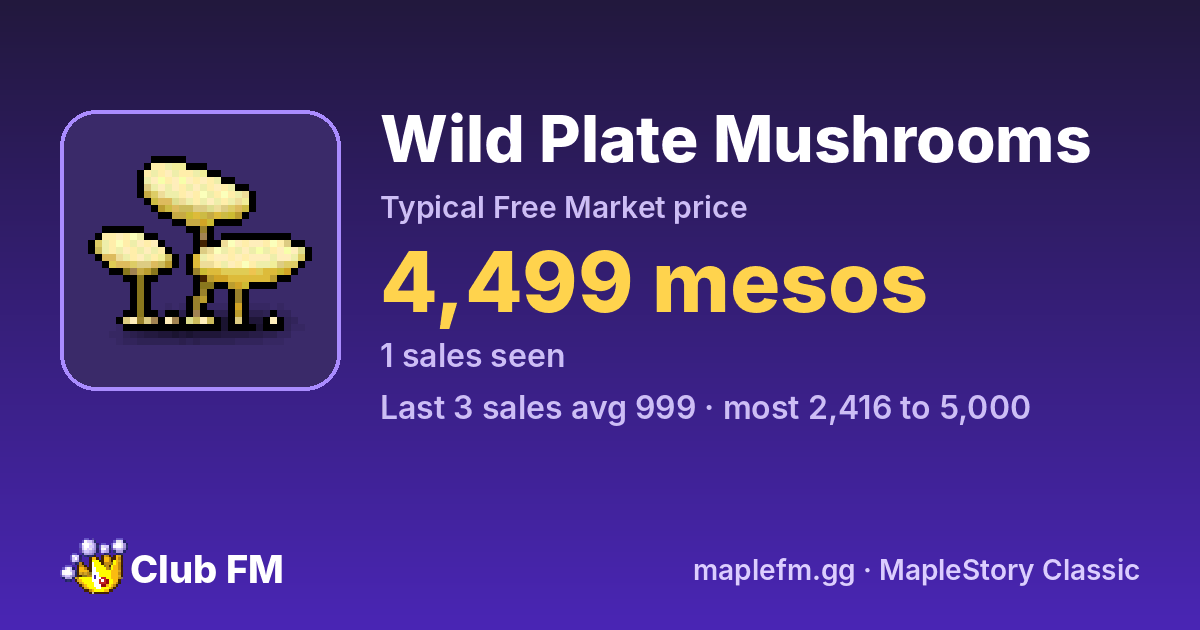 Wild Plate Mushrooms
Typical Free Market price
4,499 mesos
1 sales seen
Last 3 sales avg 999 · most 2,416 to 5,000
Club FM
maplefm.gg · MapleStory Classic